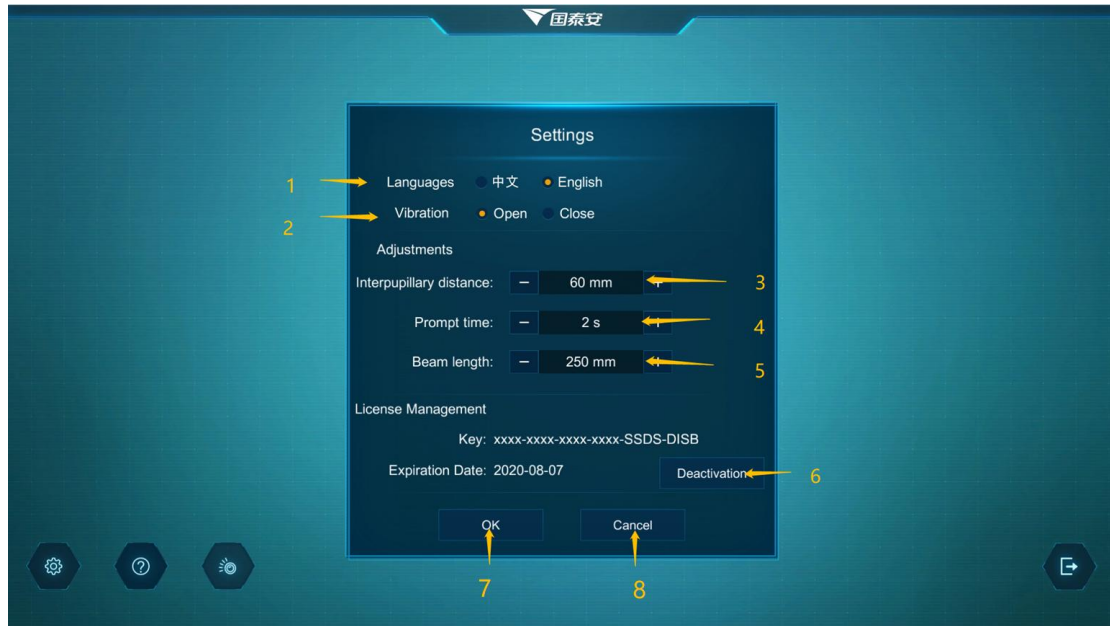 国泰安
Settings
1 Languages 中文 English
2 Vibration Open Close
Adjustments
Interpupillary distance: − 60 mm + 3
Prompt time: − 2 s + 4
Beam length: − 250 mm + 5
License Management
Key: xxxx-xxxx-xxxx-xxxx-SSDS-DISB
Expiration Date: 2020-08-07 Deactivation 6
OK Cancel
7 8